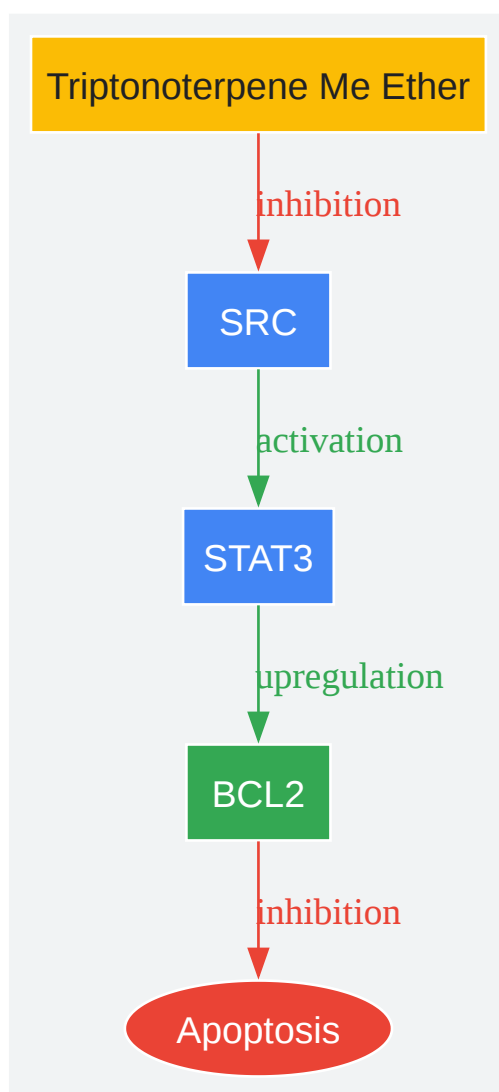 Triptonoterpene Me Ether
inhibition
SRC
activation
STAT3
upregulation
BCL2
inhibition
Apoptosis